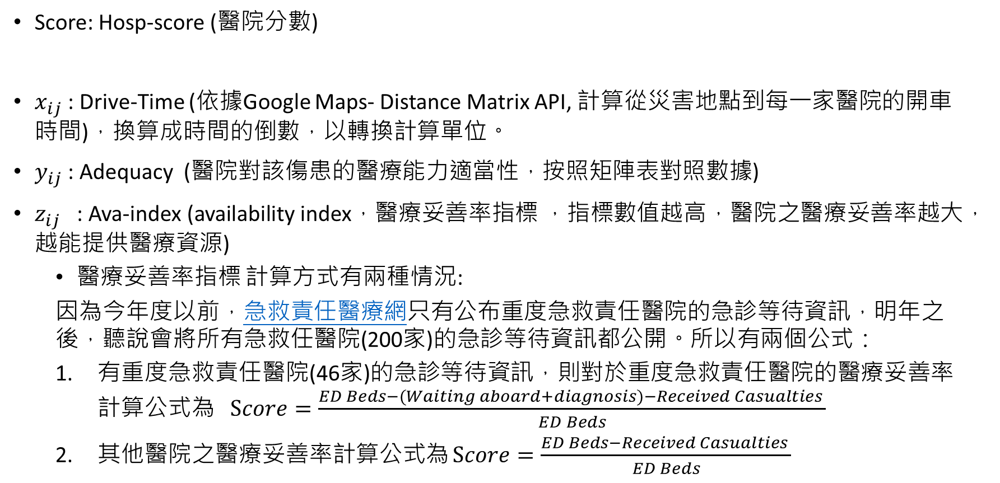 • Score: Hosp-score (醫院分數)
• x_ij : Drive-Time (依據Google Maps- Distance Matrix API, 計算從災害地點到每一家醫院的開車
時間)，換算成時間的倒數，以轉換計算單位。
• y_ij : Adequacy (醫院對該傷患的醫療能力適當性，按照矩陣表對照數據)
• z_ij : Ava-index (availability index，醫療妥善率指標 ，指標數值越高，醫院之醫療妥善率越大，
越能提供醫療資源)
• 醫療妥善率指標 計算方式有兩種情況:
因為今年度以前，急救責任醫療網只有公布重度急救責任醫院的急診等待資訊，明年之
後，聽說會將所有急救任醫院(200家)的急診等待資訊都公開。所以有兩個公式：
1. 有重度急救責任醫院(46家)的急診等待資訊，則對於重度急救責任醫院的醫療妥善率
計算公式為 Score = (ED Beds−(Waiting aboard+diagnosis)−Received Casualties) / ED Beds
2. 其他醫院之醫療妥善率計算公式為 Score = (ED Beds−Received Casualties) / ED Beds